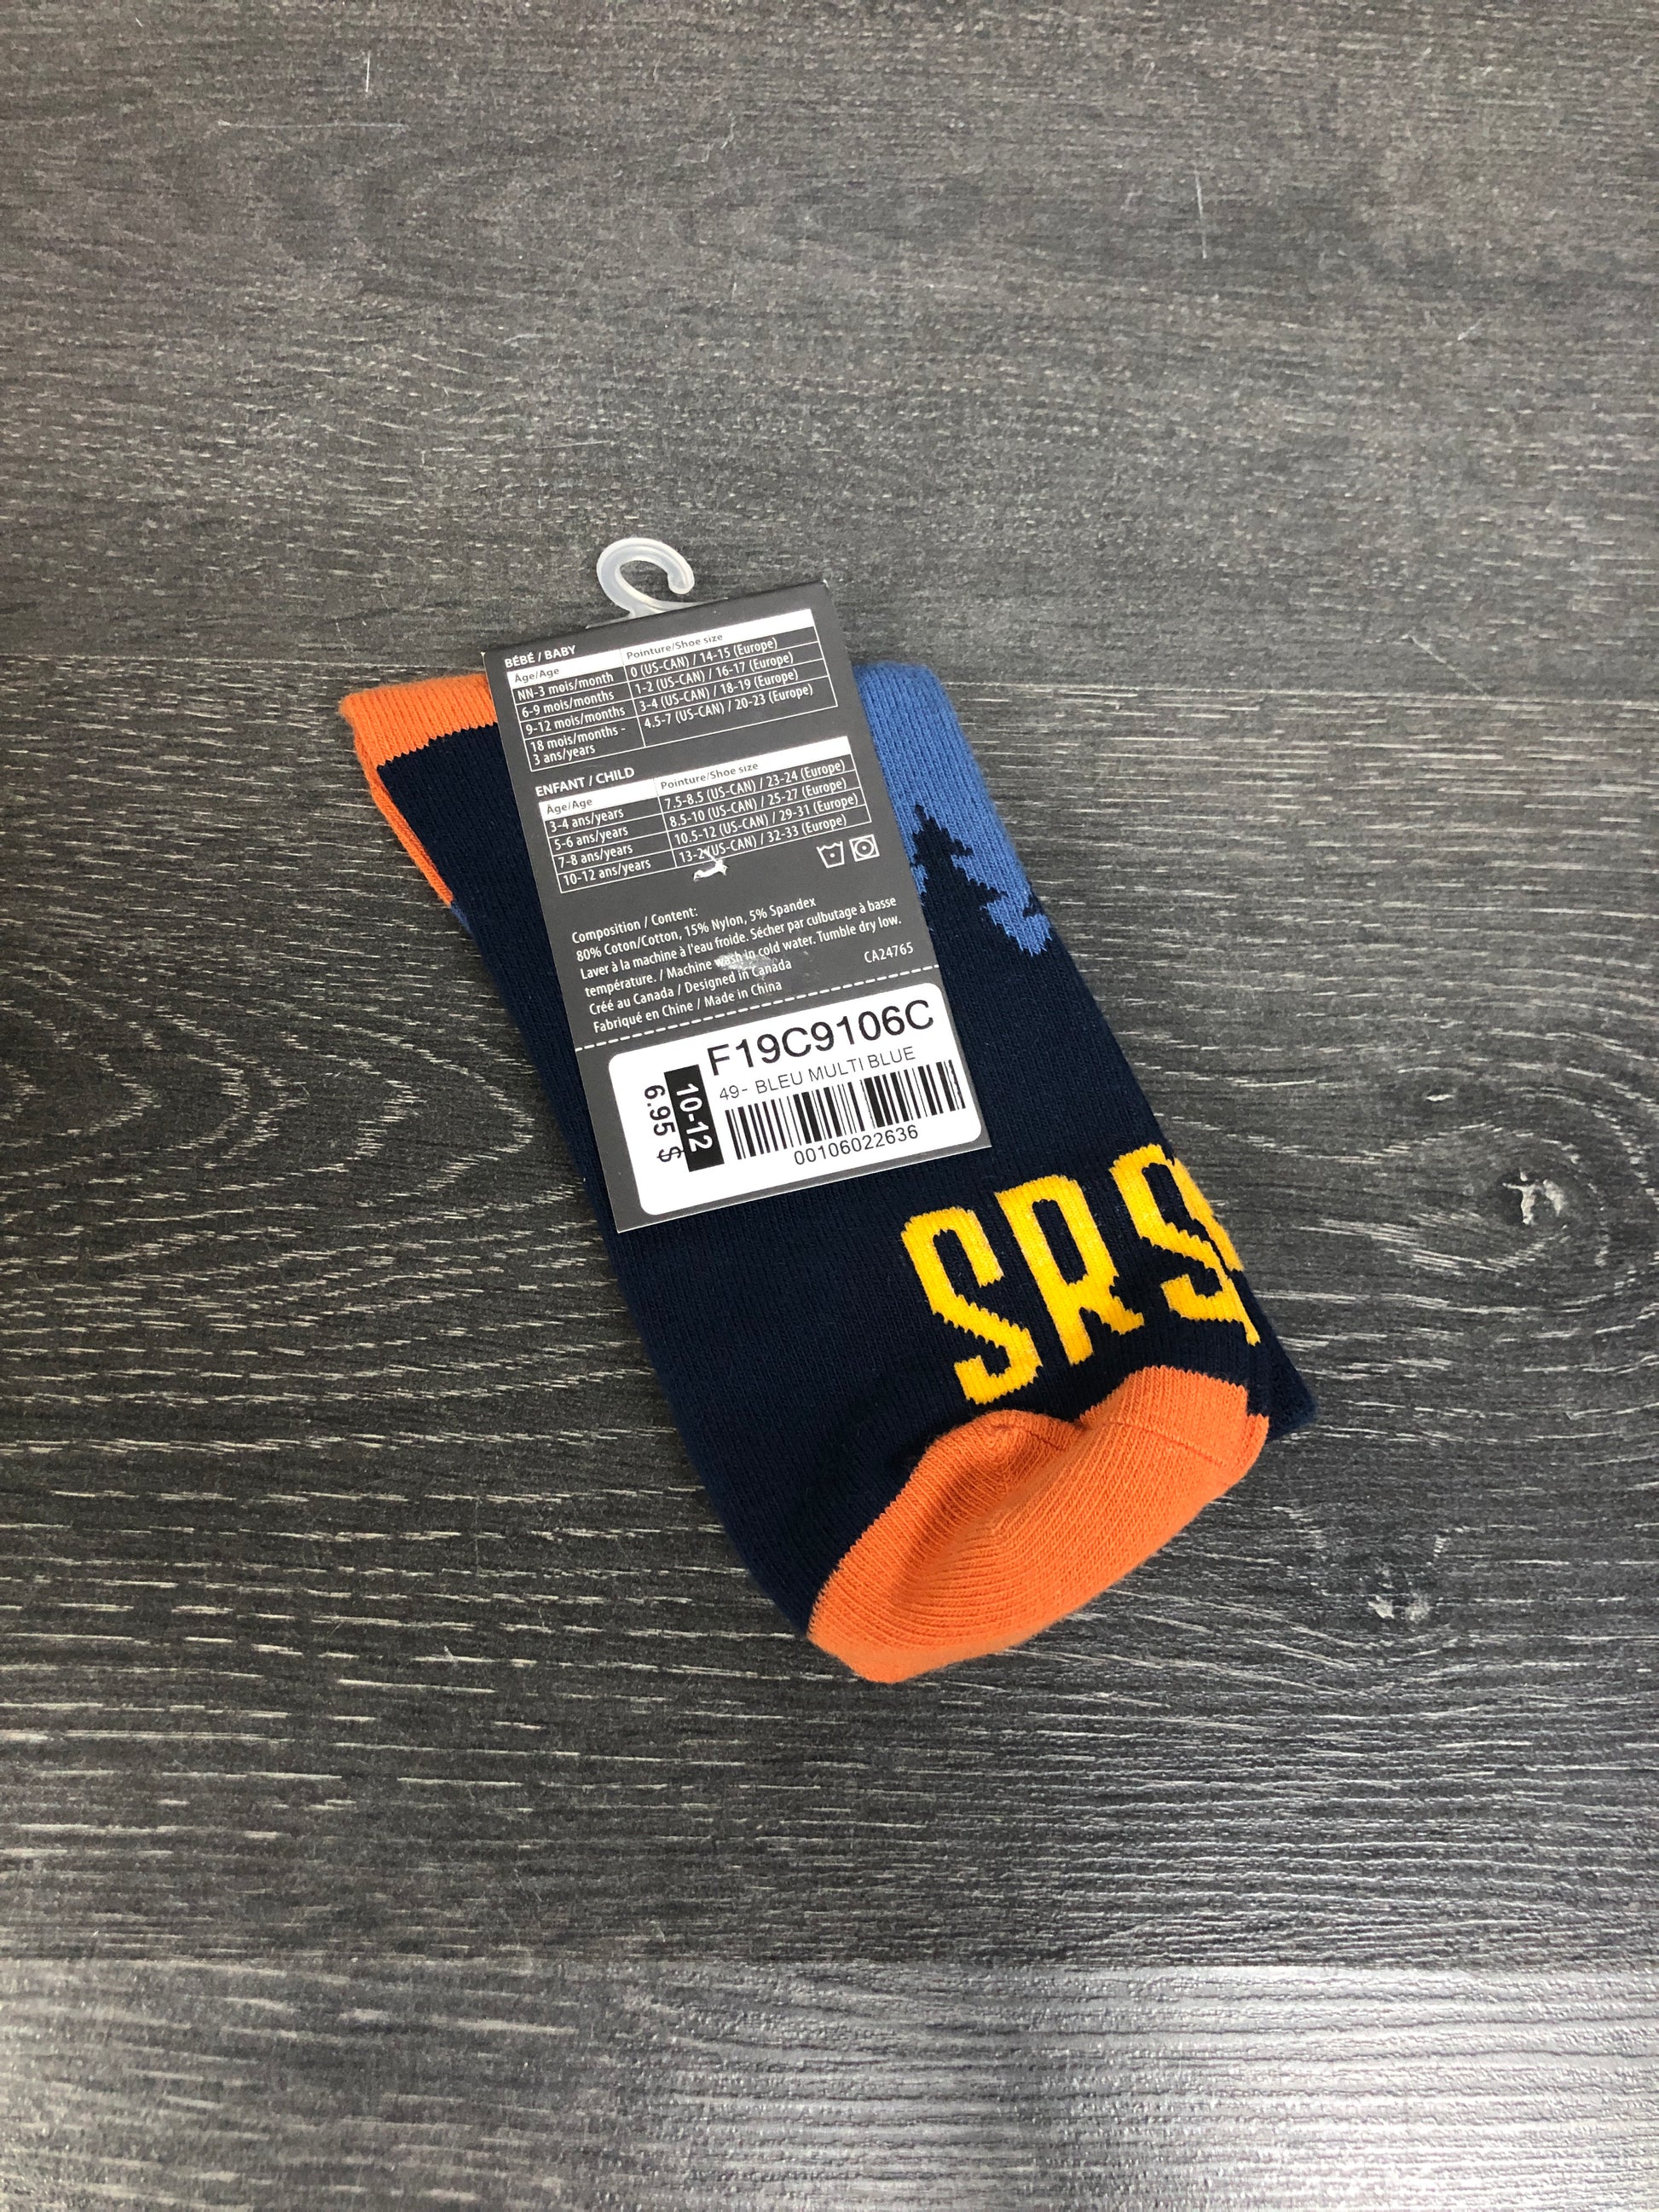 BÉBÉ / BABY
Âge/Age Pointure/Shoe size
NN-3 mois/month 0 (US-CAN) / 14-15 (Europe)
6-9 mois/months 1-2 (US-CAN) / 16-17 (Europe)
9-12 mois/months 3-4 (US-CAN) / 18-19 (Europe)
18 mois/months - 4.5-7 (US-CAN) / 20-23 (Europe)
3 ans/years
ENFANT / CHILD
Âge/Age Pointure/Shoe size
3-4 ans/years 7.5-8.5 (US-CAN) / 23-24 (Europe)
5-6 ans/years 8.5-10 (US-CAN) / 25-27 (Europe)
7-8 ans/years 10.5-12 (US-CAN) / 29-31 (Europe)
10-12 ans/years 13-2 (US-CAN) / 32-33 (Europe)
Composition / Content:
80% Coton/Cotton, 15% Nylon, 5% Spandex
Laver à la machine à l'eau froide. Sécher par culbutage à basse
température. / Machine wash in cold water. Tumble dry low.
Créé au Canada / Designed in Canada CA24765
Fabriqué en Chine / Made in China
F19C9106C
49- BLEU MULTI BLUE
10-12
6.95 $
00106022636
SRS